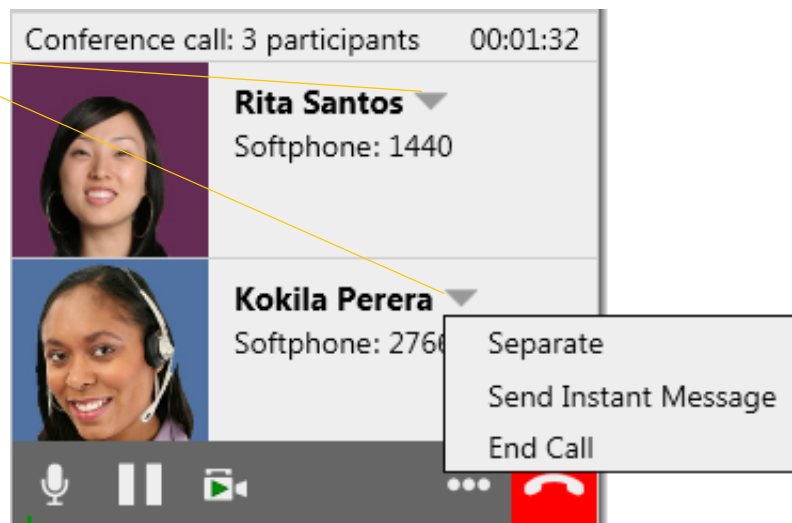 Conference call: 3 participants 00:01:32
Rita Santos
Softphone: 1440
Kokila Perera
Softphone: 2766
Separate
Send Instant Message
End Call